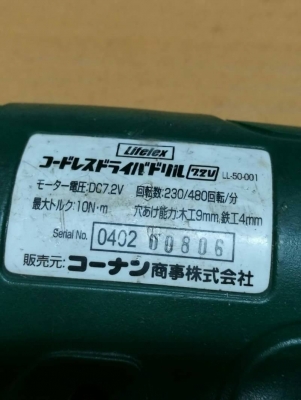 Lifelex
コードレスドライバドリル 7.2V LL-50-001
モーター電圧:DC7.2V 回転数:230/480回転/分
最大トルク:10N･m 穴あけ能力:木工9mm,鉄工4mm
Serial No. 0402 00806
販売元:コーナン商事株式会社